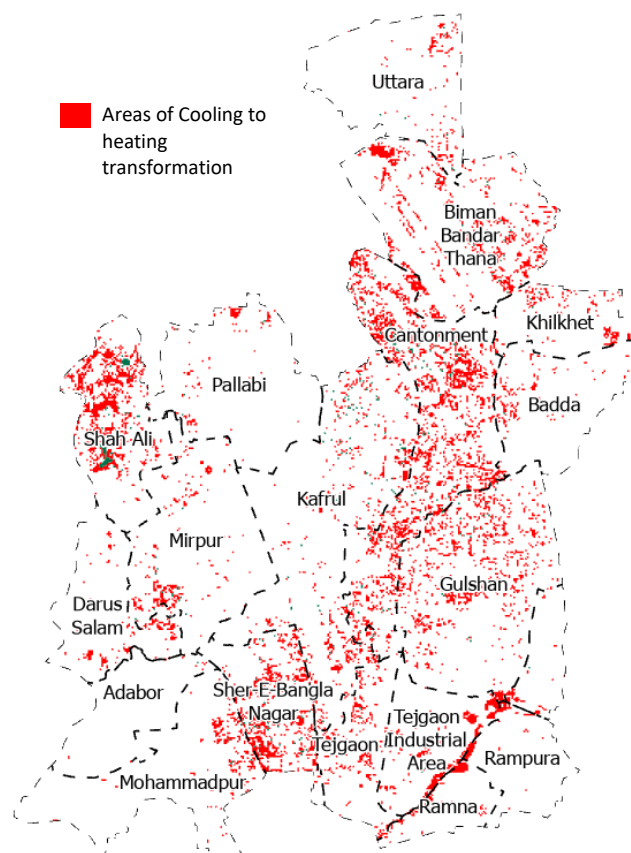 Uttara
Areas of Cooling to
heating
transformation
Biman
Bandar
Thana
Khilkhet
Cantonment
Pallabi
Badda
Shah Ali
Kafrul
Mirpur
Gulshan
Darus
Salam
Adabor
Sher-E-Bangla
Nagar
Tejgaon
Tejgaon
Industrial
Area
Rampura
Mohammadpur
Ramna